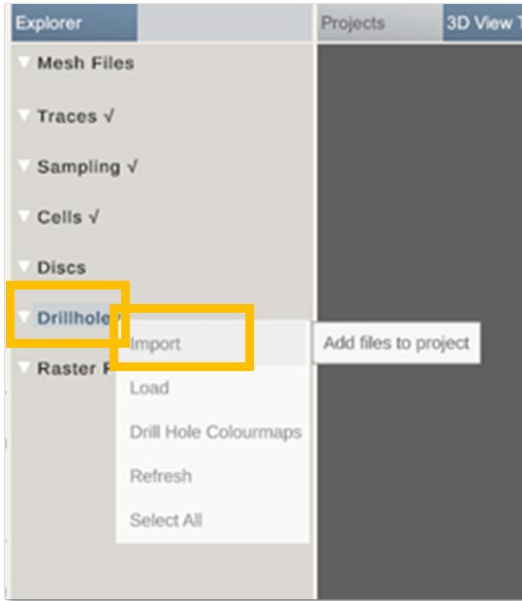 Explorer
Projects
3D View T
Mesh Files
Traces √
Sampling √
Cells √
Discs
Drillhole
Import
Add files to project
Raster F
Load
Drill Hole Colourmaps
Refresh
Select All